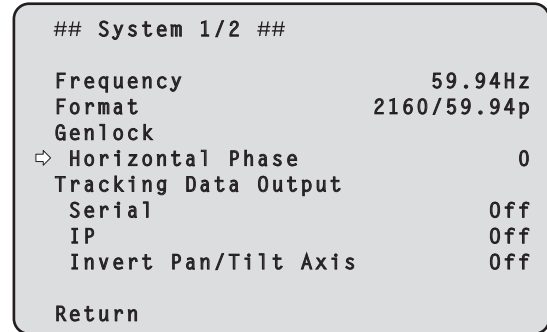 ## System 1/2 ##
Frequency 59.94Hz
Format 2160/59.94p
Genlock
⇨ Horizontal Phase 0
Tracking Data Output
Serial Off
IP Off
Invert Pan/Tilt Axis Off
Return